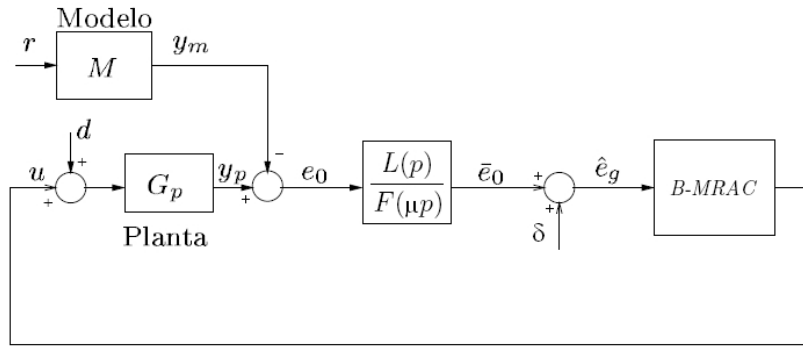 Modelo
r
M
y_m
-
d
+
u
+
G_p
Planta
y_p
+
e_0
L(p)
F(μp)
ē_0
+
+
δ
ê_g
B-MRAC